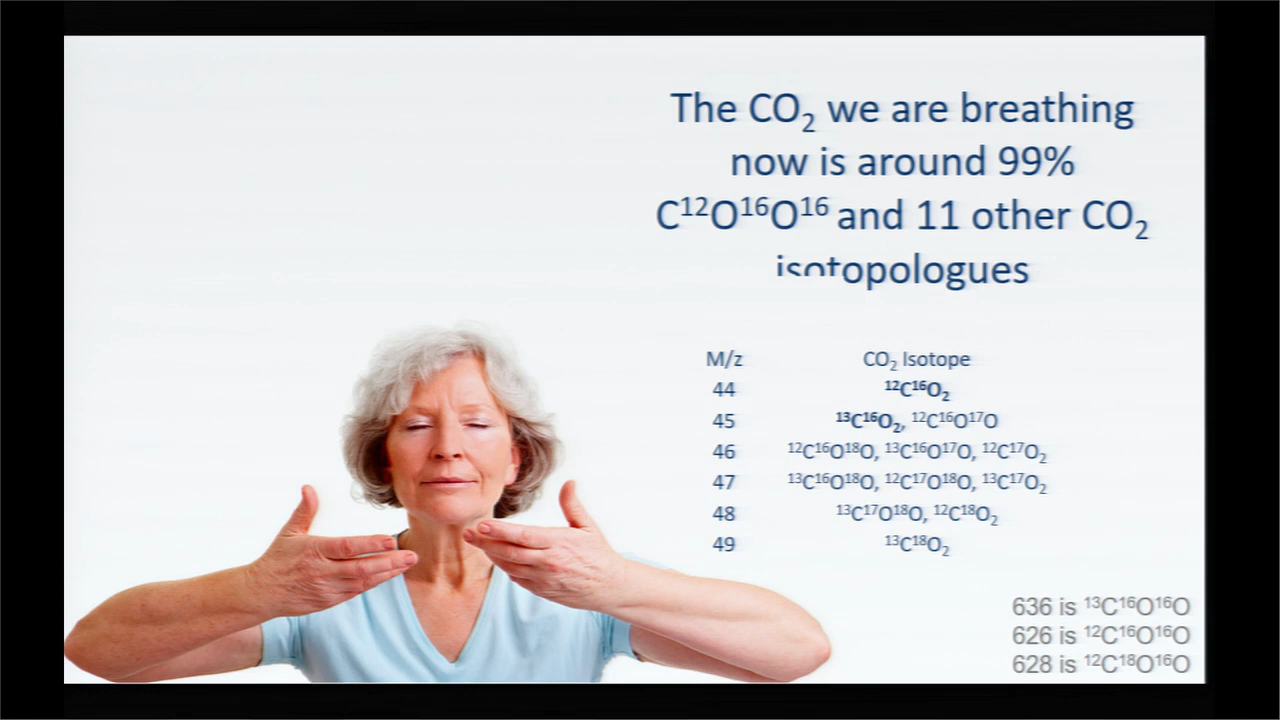 The CO₂ we are breathing
now is around 99%
C¹²O¹⁶O¹⁶ and 11 other CO₂
isotopologues
M/z CO₂ Isotope
44 ¹²C¹⁶O₂
45 ¹³C¹⁶O₂, ¹²C¹⁶O¹⁷O
46 ¹²C¹⁶O¹⁸O, ¹³C¹⁶O¹⁷O, ¹²C¹⁷O₂
47 ¹³C¹⁶O¹⁸O, ¹²C¹⁷O¹⁸O, ¹³C¹⁷O₂
48 ¹³C¹⁷O¹⁸O, ¹²C¹⁸O₂
49 ¹³C¹⁸O₂
636 is ¹³C¹⁶O¹⁶O
626 is ¹²C¹⁶O¹⁶O
628 is ¹²C¹⁸O¹⁶O